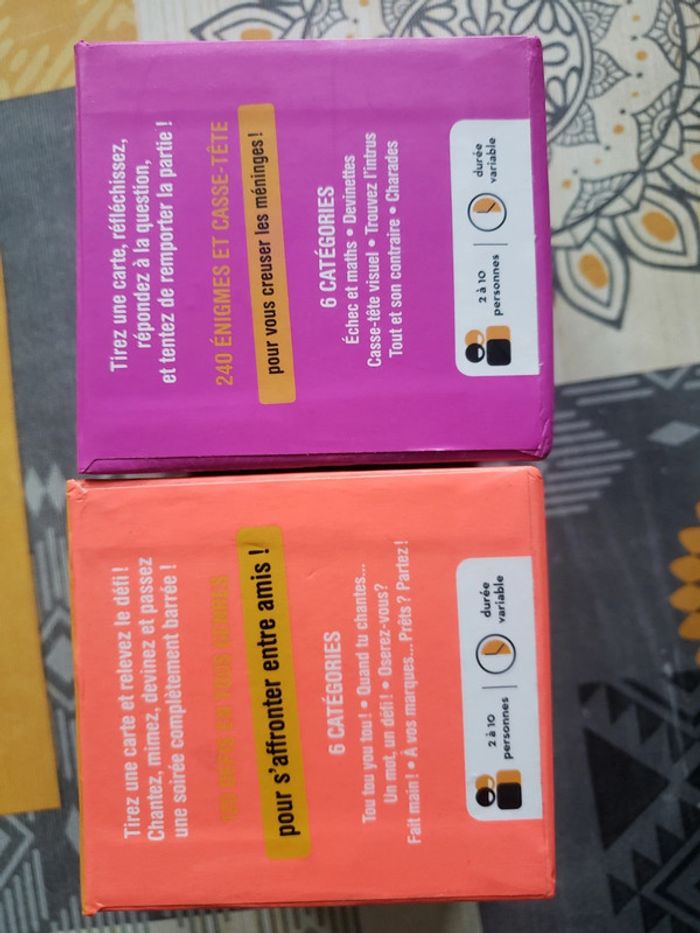 Tirez une carte, réfléchissez,
répondez à la question,
et tentez de remporter la partie !
240 ÉNIGMES ET CASSE-TÊTE
pour vous creuser les méninges !
6 CATÉGORIES
Échec et maths • Devinettes
Casse-tête visuel • Trouvez l'intrus
Tout et son contraire • Charades
2 à 10
personnes
durée
variable
Tirez une carte et relevez le défi !
Chantez, mimez, devinez et passez
une soirée complètement barrée !
DÉFIS EN TOUS GENRES
pour s'affronter entre amis !
6 CATÉGORIES
Tou tou you tou ! • Quand tu chantes...
Un mot, un défi ! • Oserez-vous?
Fait main ! • À vos marques... Prêts ? Partez !
2 à 10
personnes
durée
variable